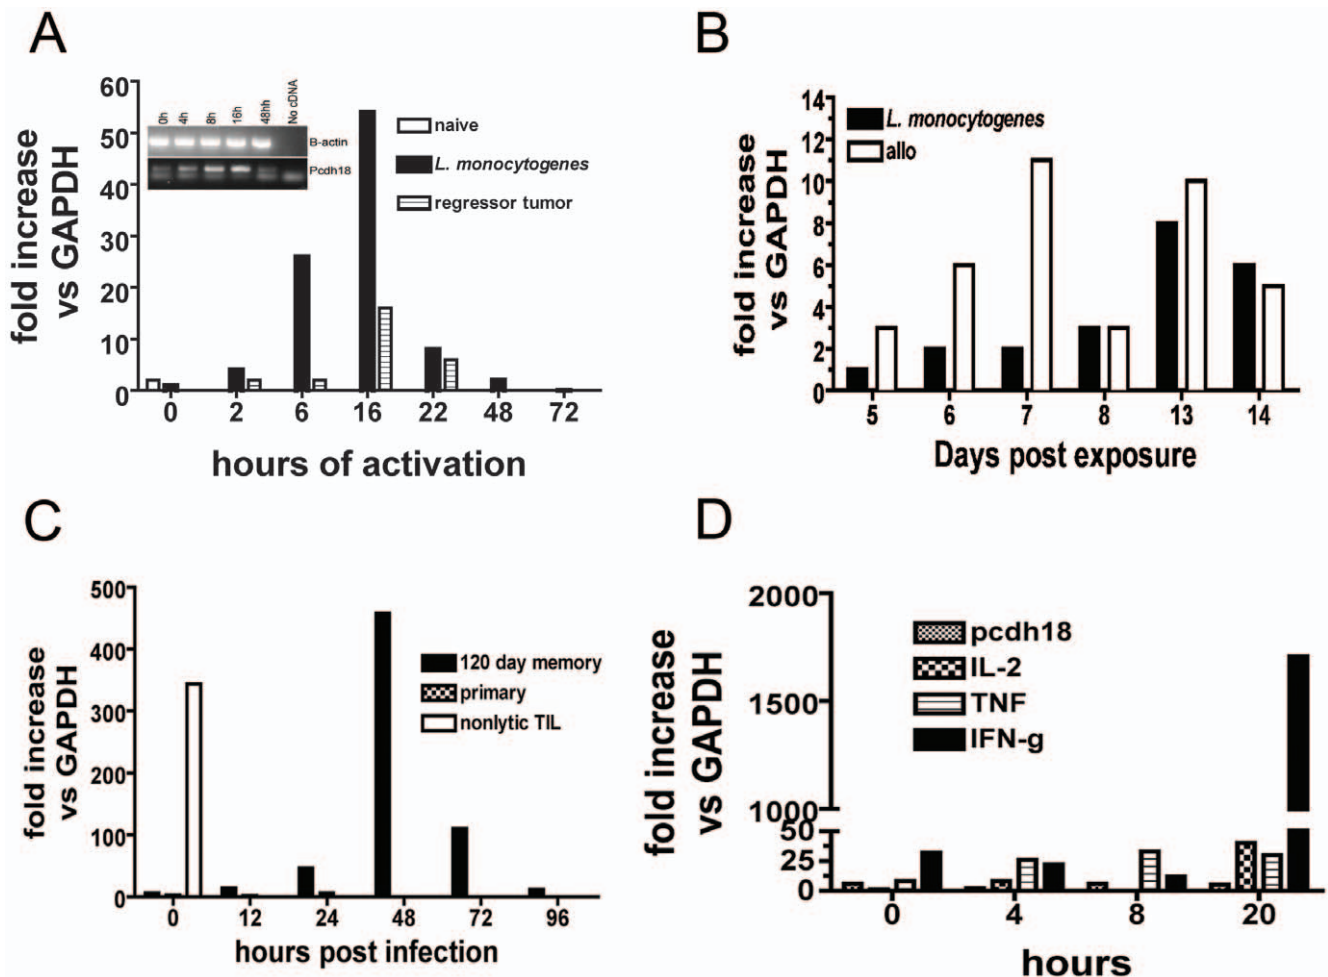 A
fold increase
vs GAPDH
60
50
40
30
20
10
0
0h
4h
8h
16h
48hh
No cDNA
B-actin
Pcdh18
naive
L. monocytogenes
regressor tumor
0 2 6 16 22 48 72
hours of activation
B
fold increase
vs GAPDH
14
12
10
8
6
4
2
0
L. monocytogenes
allo
5 6 7 8 13 14
Days post exposure
C
fold increase
vs GAPDH
500
400
300
200
100
0
120 day memory
primary
nonlytic TIL
0 12 24 48 72 96
hours post infection
D
fold increase
vs GAPDH
2000
1500
1000
50
25
0
pcdh18
IL-2
TNF
IFN-g
0 4 8 20
hours